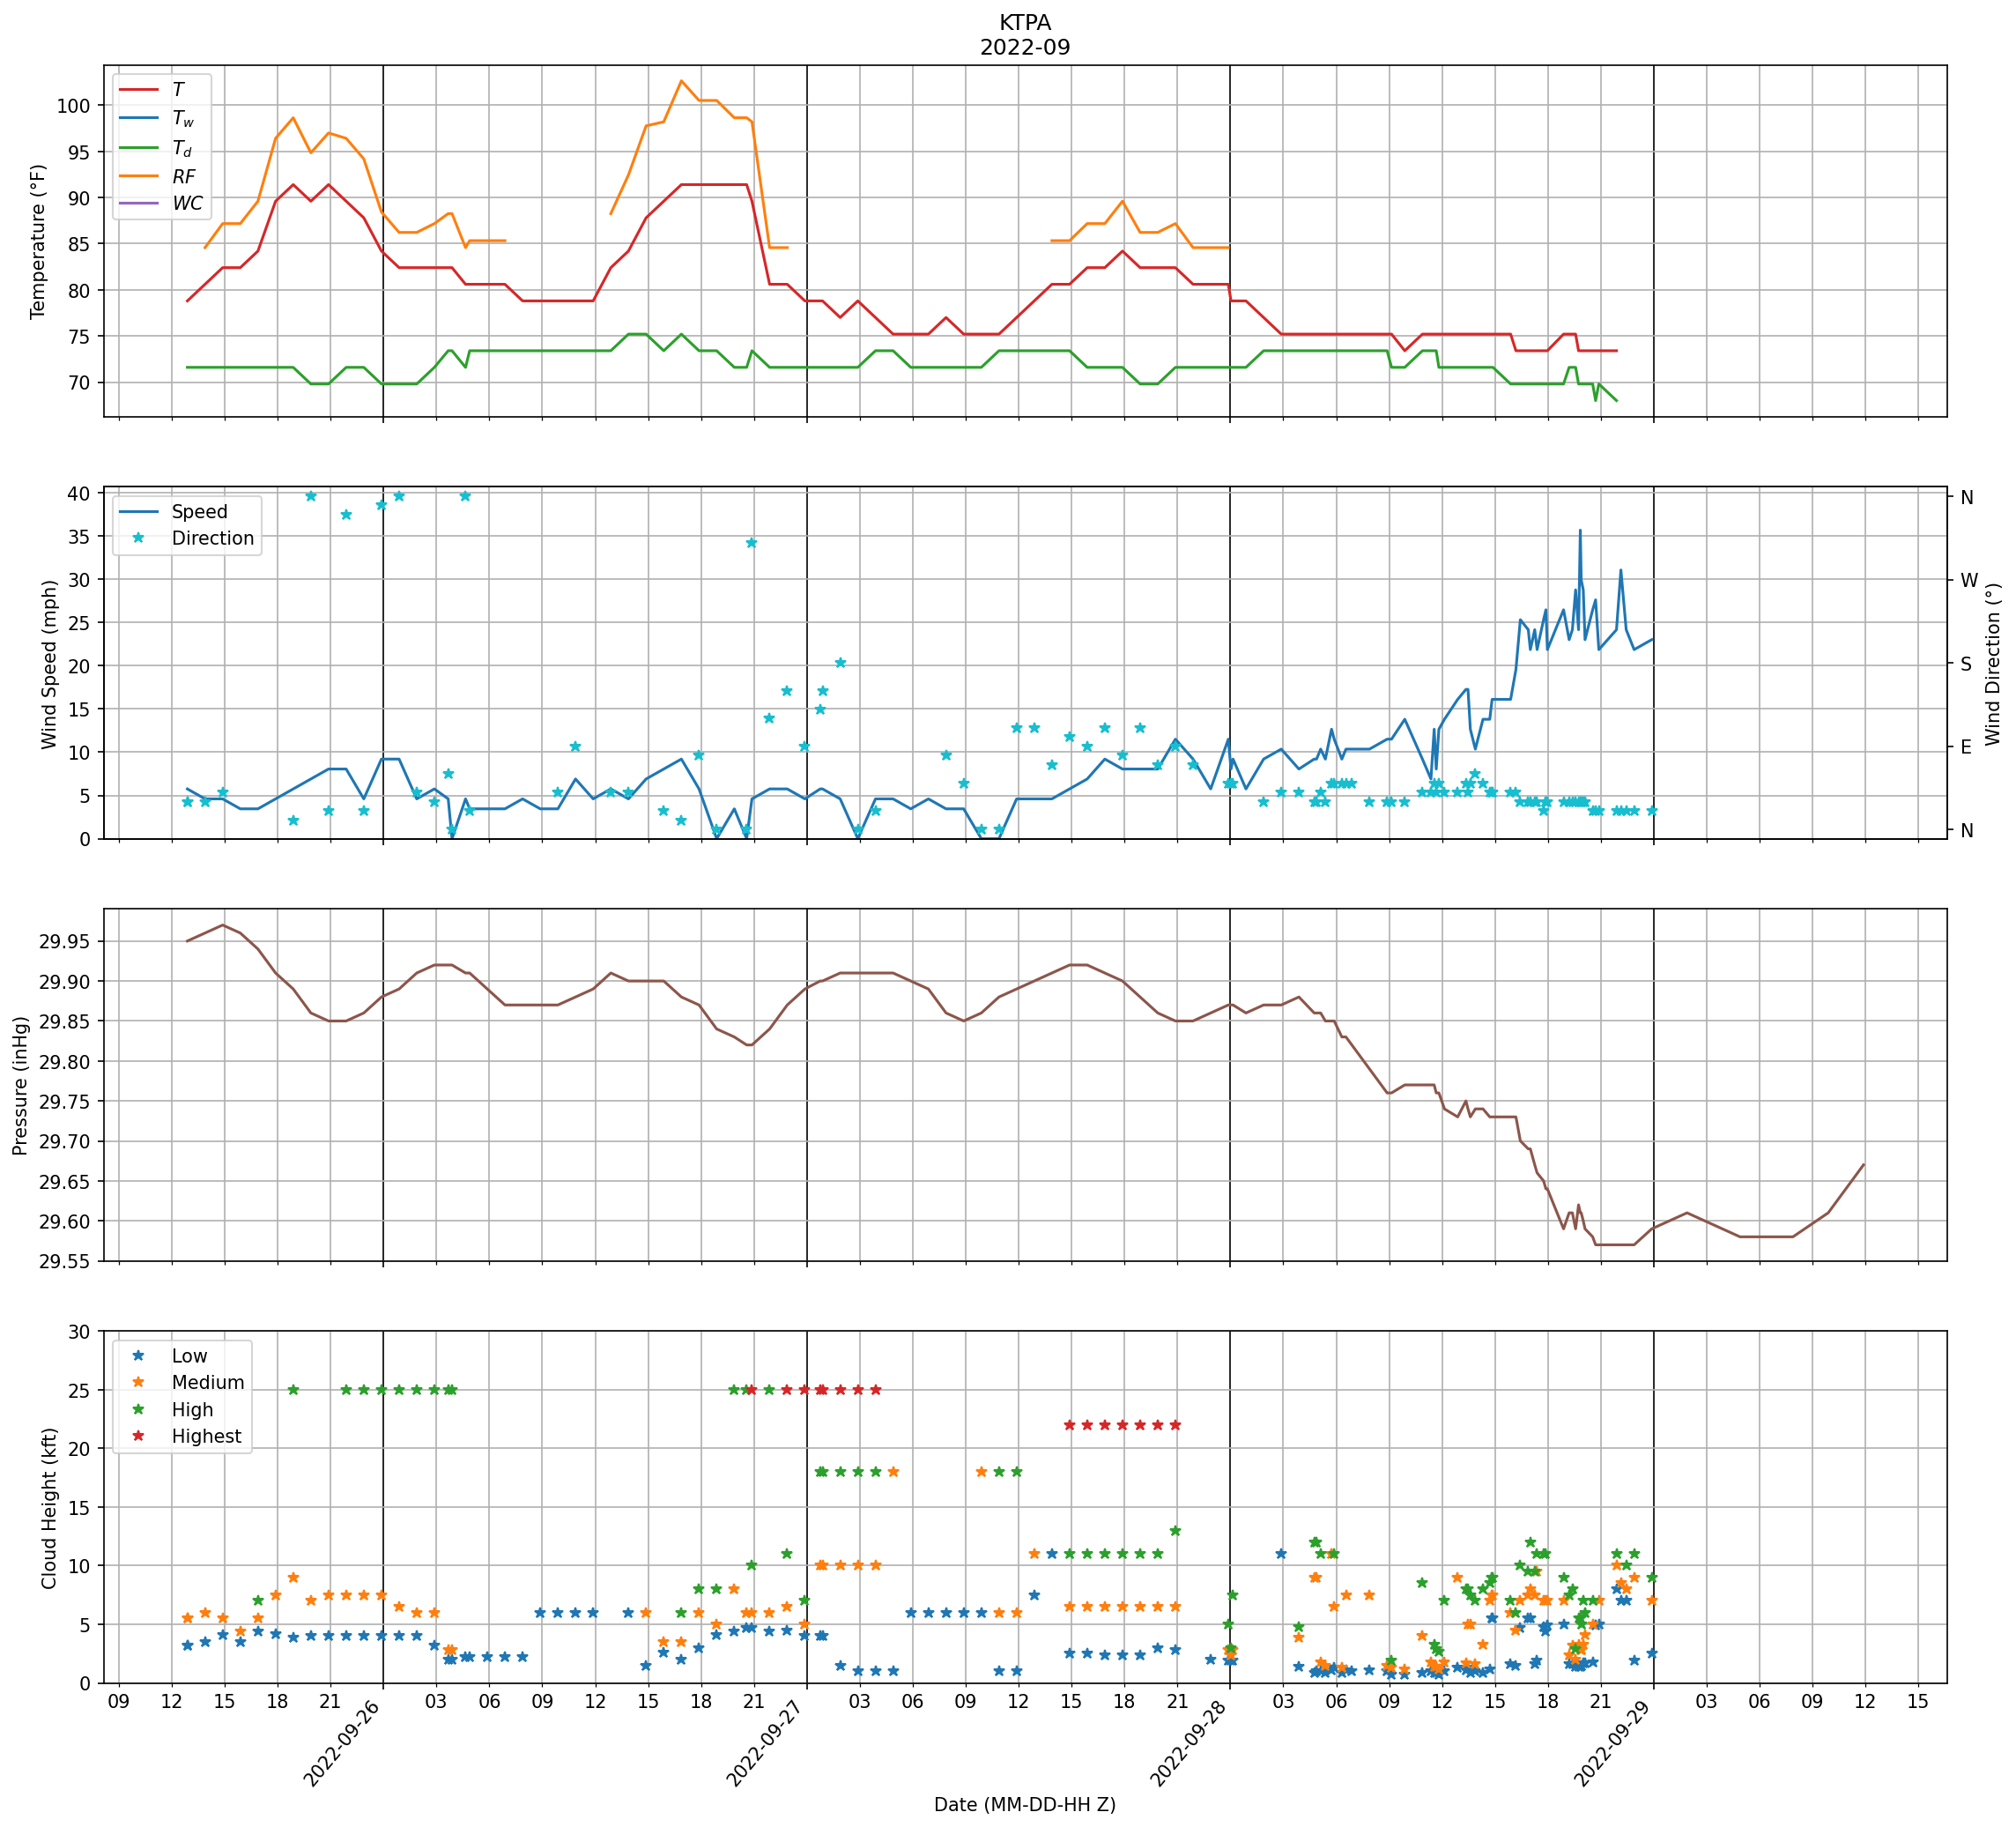 KTPA
2022-09
Temperature (°F)
100
95
90
85
80
75
70
T
T_w
T_d
RF
WC
Wind Speed (mph)
40
35
30
25
20
15
10
5
0
Speed
Direction
N
W
S
E
N
Wind Direction (°)
Pressure (inHg)
29.95
29.90
29.85
29.80
29.75
29.70
29.65
29.60
29.55
Cloud Height (kft)
30
25
20
15
10
5
0
Low
Medium
High
Highest
09 12 15 18 21 2022-09-26 03 06 09 12 15 18 21 2022-09-27 03 06 09 12 15 18 21 2022-09-28 03 06 09 12 15 18 21 2022-09-29 03 06 09 12 15
Date (MM-DD-HH Z)